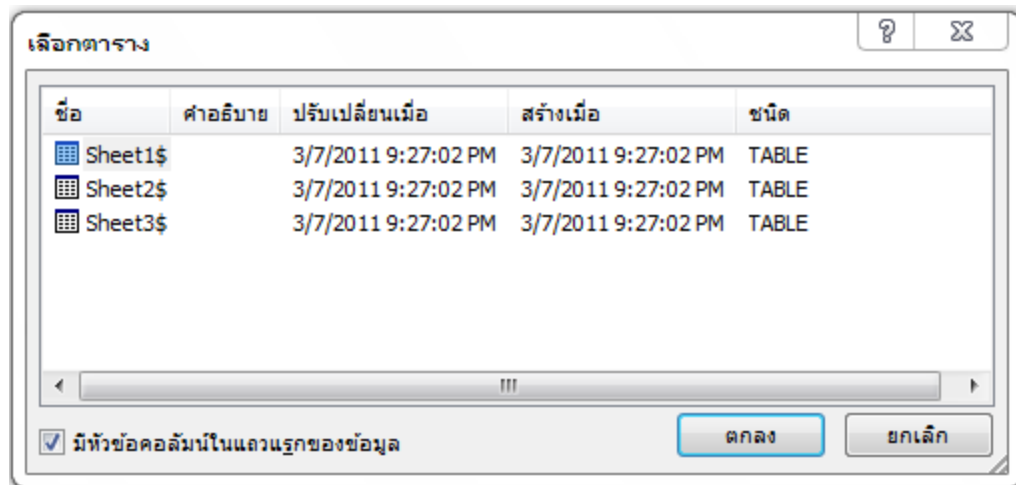 เลือกตาราง
ชื่อ คำอธิบาย ปรับเปลี่ยนเมื่อ สร้างเมื่อ ชนิด
Sheet1$ 3/7/2011 9:27:02 PM 3/7/2011 9:27:02 PM TABLE
Sheet2$ 3/7/2011 9:27:02 PM 3/7/2011 9:27:02 PM TABLE
Sheet3$ 3/7/2011 9:27:02 PM 3/7/2011 9:27:02 PM TABLE
มีหัวข้อคอลัมน์ในแถวแรกของข้อมูล ตกลง ยกเลิก